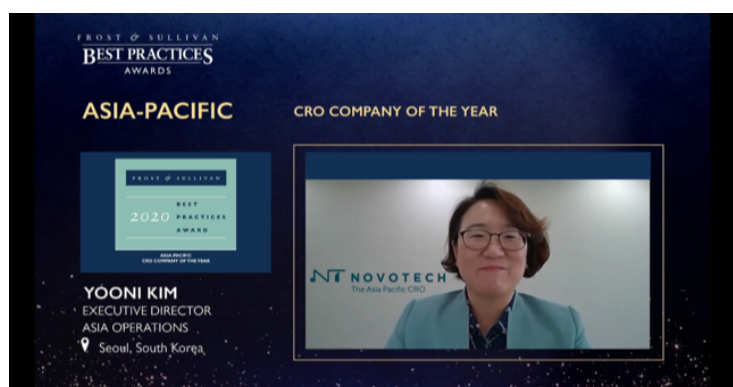 FROST & SULLIVAN
BEST PRACTICES
AWARDS
ASIA-PACIFIC
CRO COMPANY OF THE YEAR
FROST & SULLIVAN
2020
BEST
PRACTICES
AWARD
ASIA-PACIFIC
CRO COMPANY OF THE YEAR
NT NOVOTECH
The Asia Pacific CRO
YOONI KIM
EXECUTIVE DIRECTOR
ASIA OPERATIONS
Seoul, South Korea